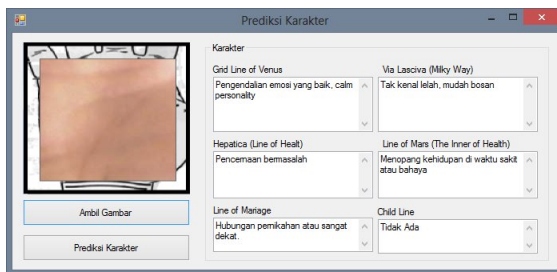 Prediksi Karakter
Karakter
Grid Line of Venus
Pengendalian emosi yang baik, calm
personality
Via Lasciva (Milky Way)
Tak kenal lelah, mudah bosan
Hepatica (Line of Healt)
Pencernaan bermasalah
Line of Mars (The Inner of Health)
Menopang kehidupan di waktu sakit
atau bahaya
Line of Mariage
Hubungan pernikahan atau sangat
dekat.
Child Line
Tidak Ada
Ambil Gambar
Prediksi Karakter